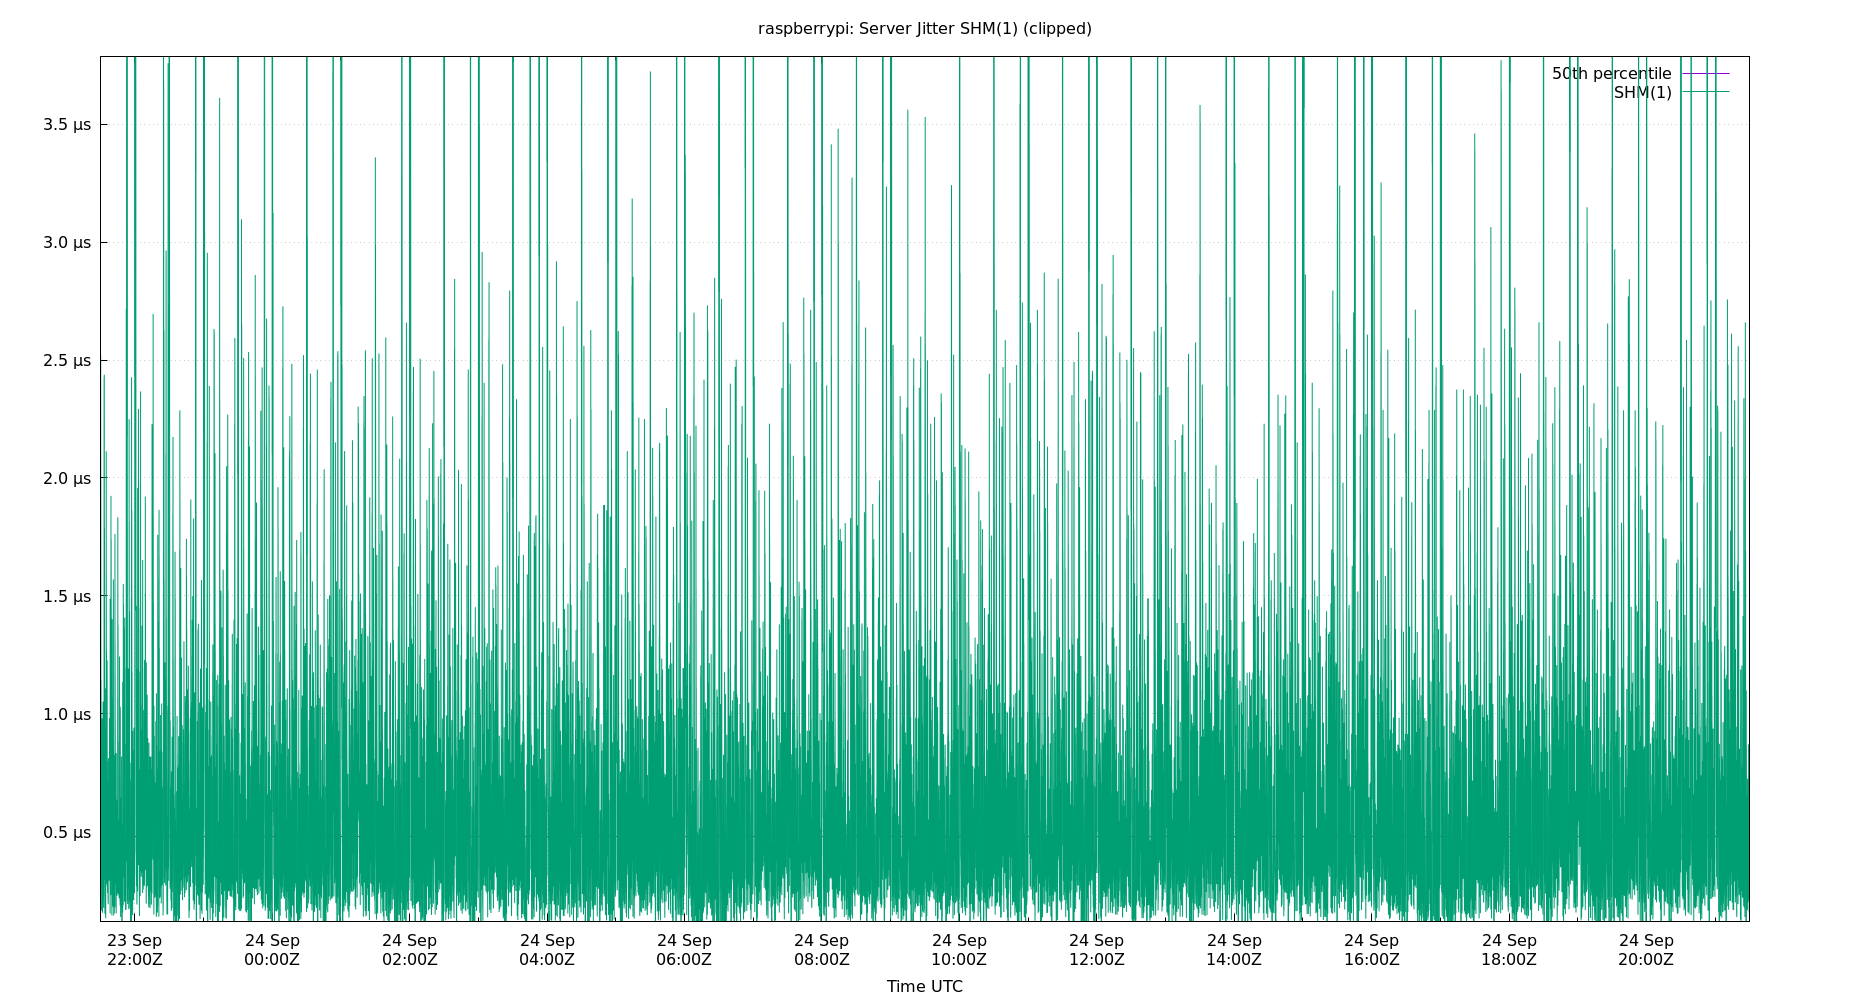 raspberrypi: Server Jitter SHM(1) (clipped)
50th percentile
SHM(1)
3.5 µs
3.0 µs
2.5 µs
2.0 µs
1.5 µs
1.0 µs
0.5 µs
23 Sep 24 Sep 24 Sep 24 Sep 24 Sep 24 Sep 24 Sep 24 Sep 24 Sep 24 Sep 24 Sep 24 Sep
22:00Z 00:00Z 02:00Z 04:00Z 06:00Z 08:00Z 10:00Z 12:00Z 14:00Z 16:00Z 18:00Z 20:00Z
Time UTC